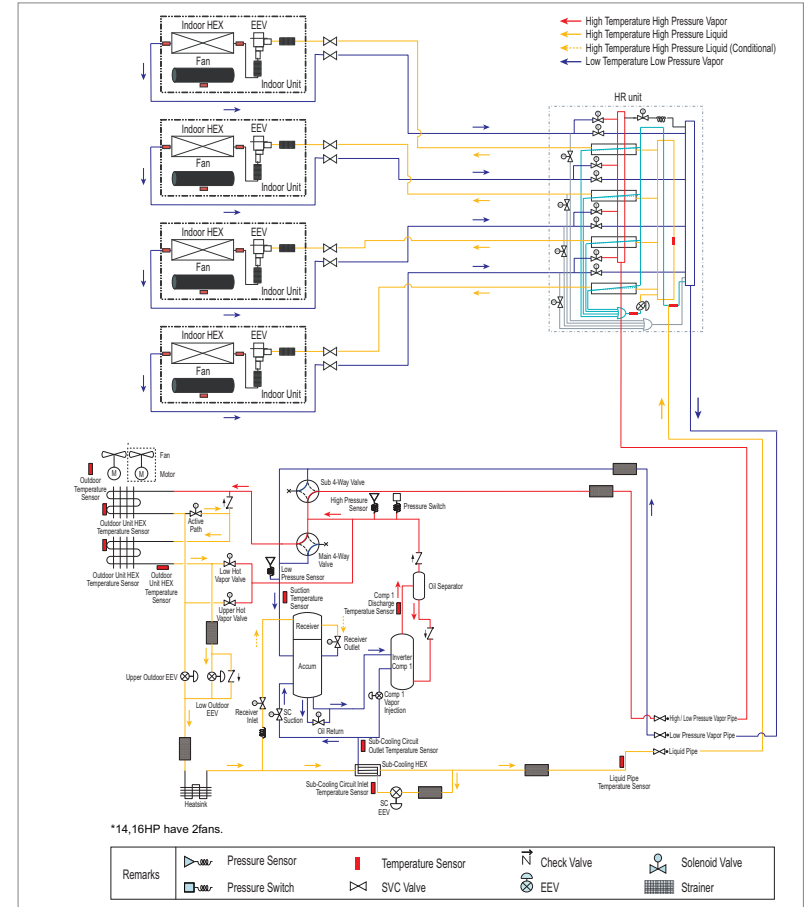 High Temperature High Pressure Vapor
High Temperature High Pressure Liquid
High Temperature High Pressure Liquid (Conditional)
Low Temperature Low Pressure Vapor
HR unit
Indoor HEX
EEV
Fan
Indoor Unit
Indoor HEX
EEV
Fan
Indoor Unit
Indoor HEX
EEV
Fan
Indoor Unit
Indoor HEX
EEV
Fan
Indoor Unit
*
Fan
M
M
Motor
Outdoor
Temperature
Sensor
Outdoor Unit HEX
Temperature Sensor
Active
Path
Outdoor Unit HEX
Temperature Sensor
Outdoor
Unit HEX
Temperature
Sensor
Low Hot
Vapor Valve
Upper Hot
Vapor Valve
Upper Outdoor EEV
Low Outdoor
EEV
Heatsink
Sub 4-Way Valve
High Pressure
Sensor
Pressure Switch
Main 4-Way
Valve
Low
Pressure Sensor
Suction
Temperature
Sensor
Oil Separator
Comp 1
Discharge
Temperatue Sensor
Receiver
Receiver
Outlet
Accum
Inverter
Comp 1
Comp 1
Vapor
Injection
Receiver
Inlet
SC
Suction
Oil Return
Sub-Cooling Circuit
Outlet Temperature Sensor
Sub-Cooling HEX
Sub-Cooling Circuit Inlet
Temperature Sensor
SC
EEV
High / Low Pressure Vapor Pipe
Low Pressure Vapor Pipe
Liquid Pipe
Liquid Pipe
Temperature Sensor
*14,16HP have 2fans.
Remarks
Pressure Sensor
Temperature Sensor
Check Valve
Solenoid Valve
Pressure Switch
SVC Valve
EEV
Strainer